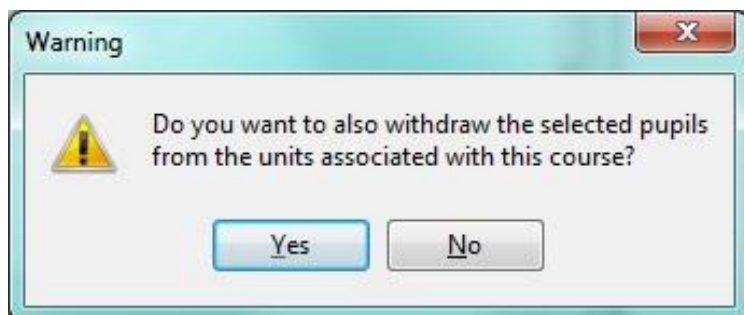 Warning
Do you want to also withdraw the selected pupils
from the units associated with this course?
Yes
No